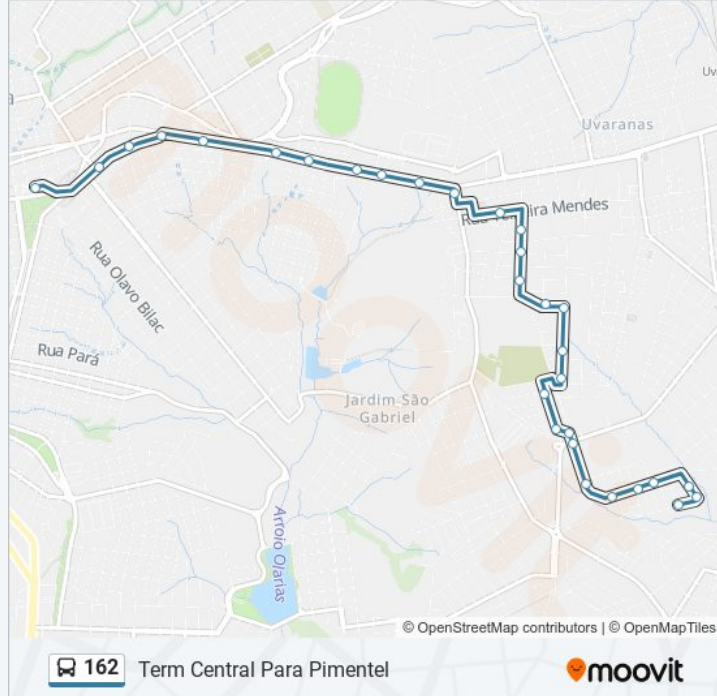 Uvaranas
Rua Teixeira Mendes
Rua Olavo Bilac
Rua Pará
Jardim São
Gabriel
Arroio Olarias
© OpenStreetMap contributors | © OpenMapTiles
162 Term Central Para Pimentel
moovit